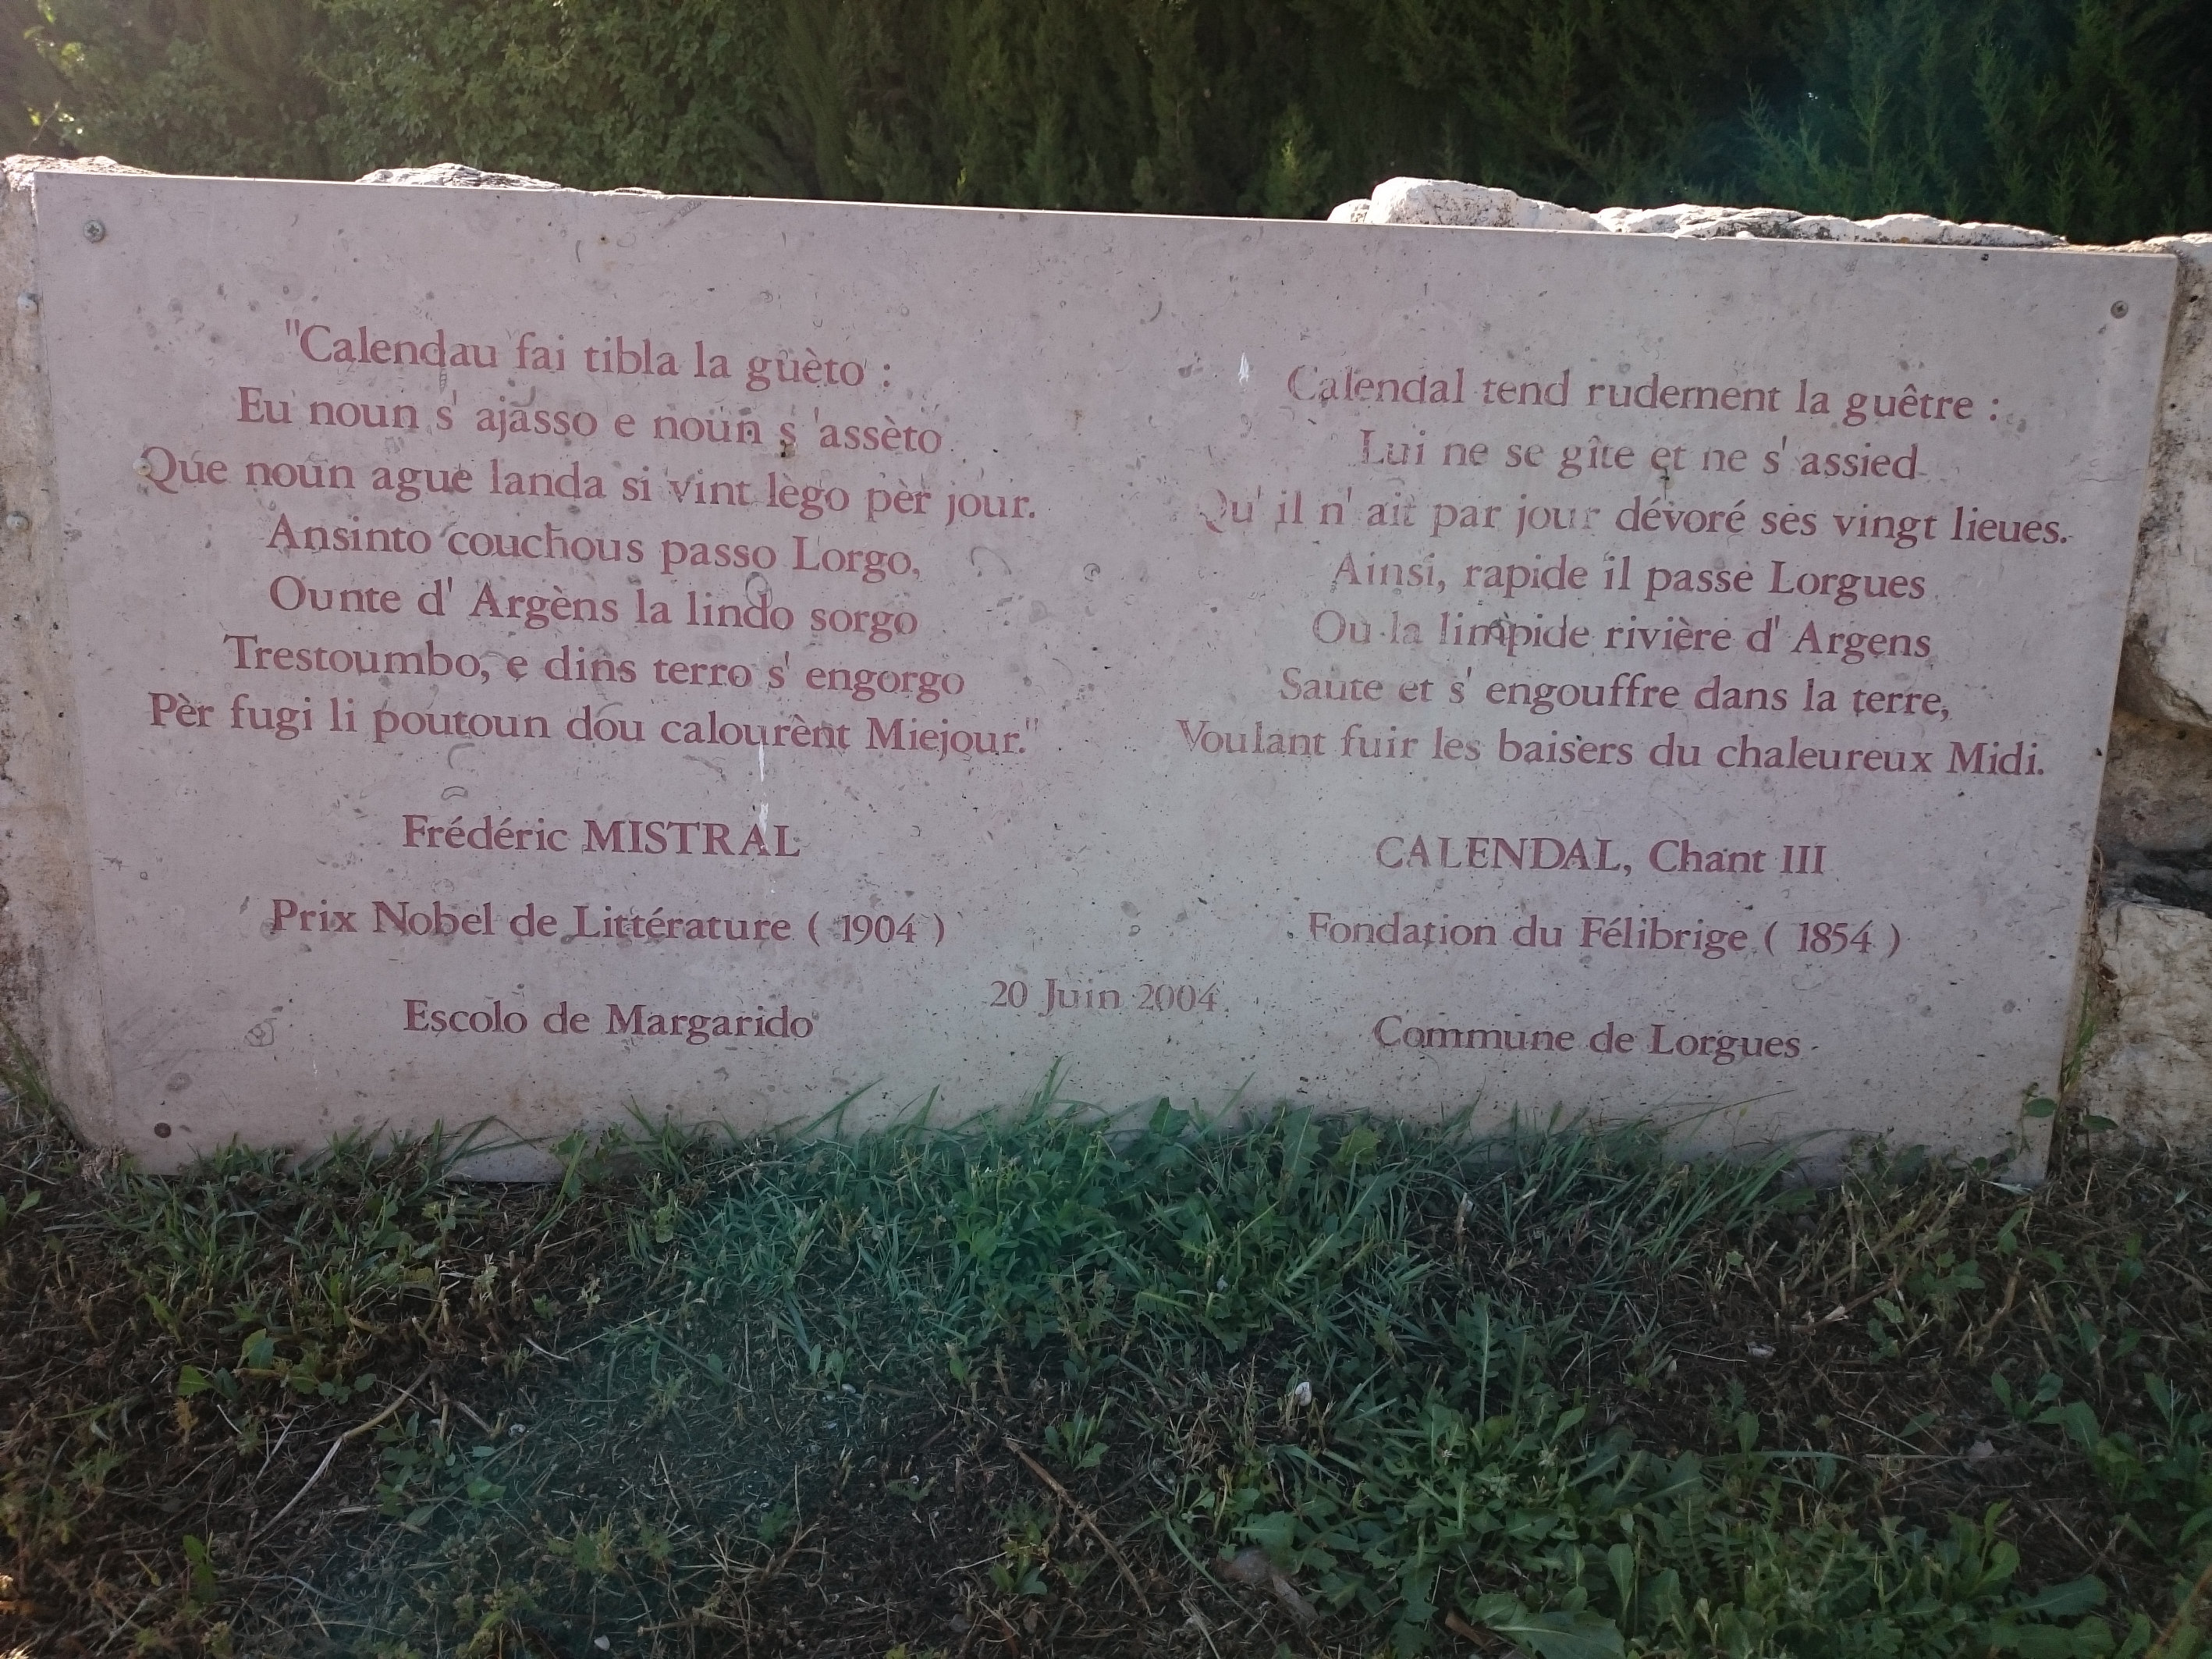 "Calendau fai tibla la guèto :
Eu noun s' ajasso e noun s 'assèto
Que noun ague landa si vint lègo pèr jour.
Ansinto couchous passo Lorgo,
Ounte d' Argèns la lindo sorgo
Trestoumbo, e dins terro s' engorgo
Pèr fugi li poutoun dou calourènt Miejour."
Frédéric MISTRAL
Prix Nobel de Littérature ( 1904 )
Escolo de Margarido
Calendal tend rudement la guêtre :
Lui ne se gîte et ne s' assied
Qu' il n' ait par jour dévoré ses vingt lieues.
Ainsi, rapide il passe Lorgues
Ou la limpide rivière d' Argens
Saute et s' engouffre dans la terre,
Voulant fuir les baisers du chaleureux Midi.
CALENDAL, Chant III
Fondation du Félibrige ( 1854 )
20 Juin 2004
Commune de Lorgues